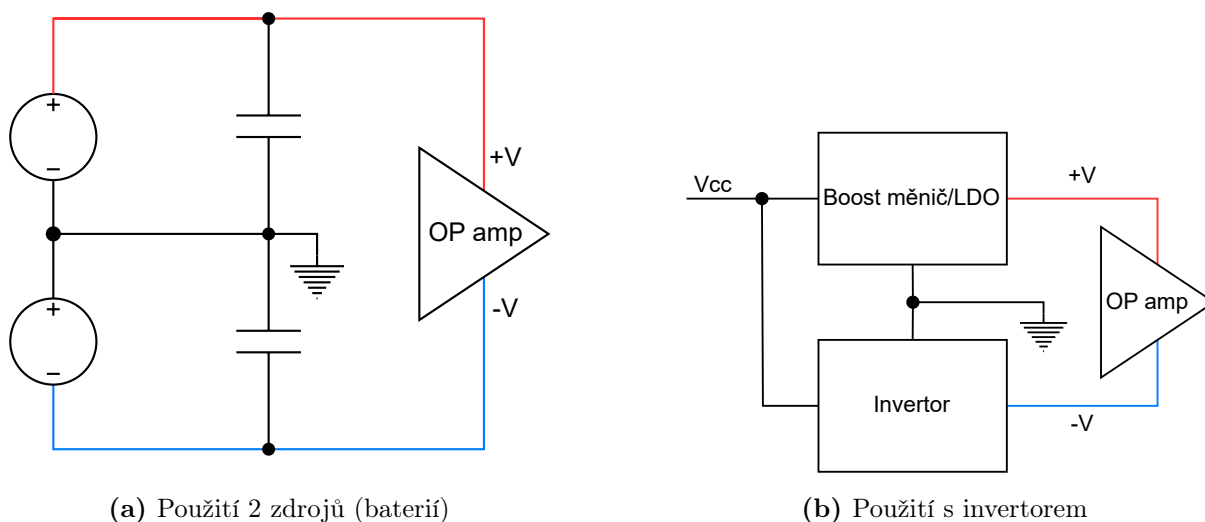 +
−
+
−
+V
OP amp
-V
(a) Použití 2 zdrojů (baterií)
Vcc
Boost měnič/LDO
+V
OP amp
Invertor
-V
(b) Použití s invertorem